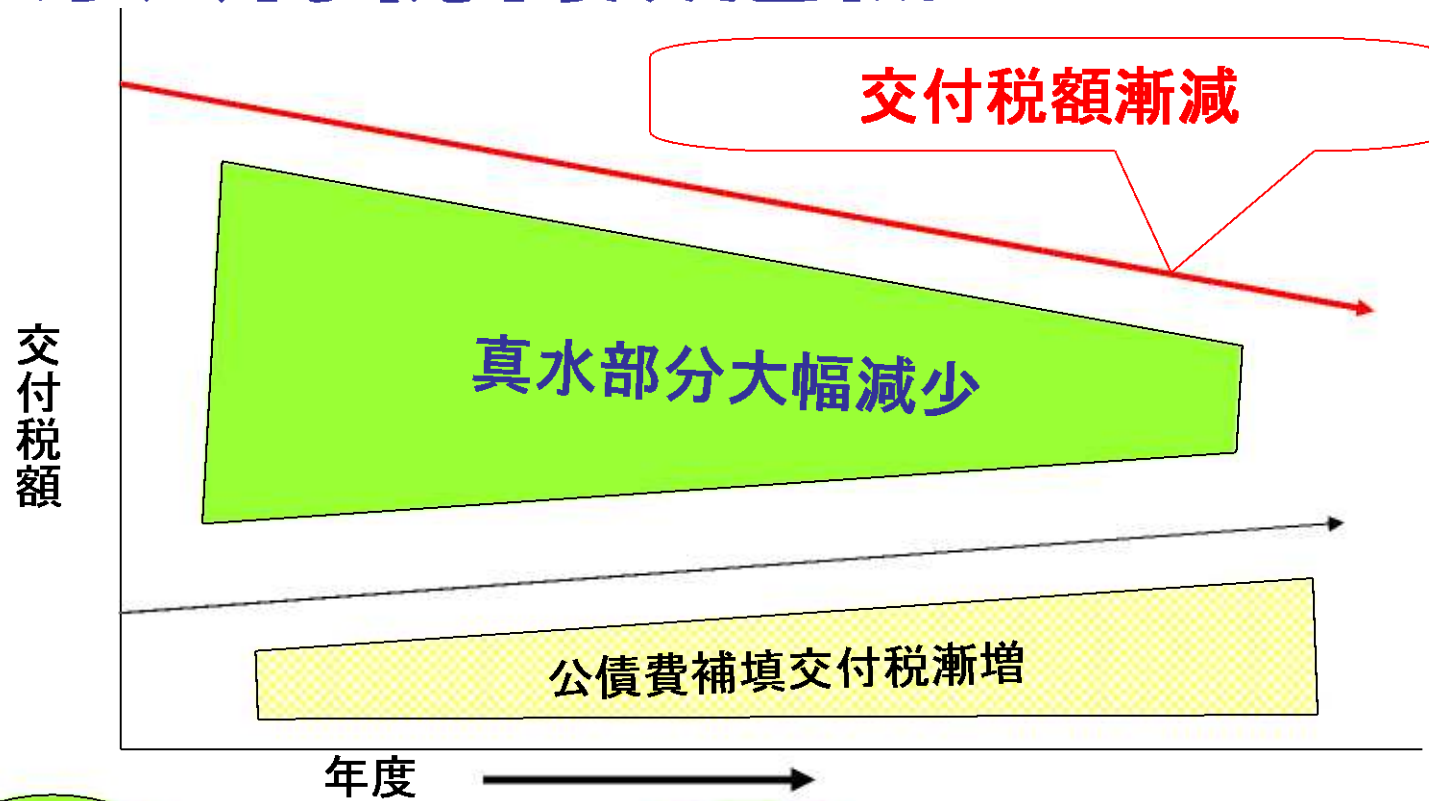 交付税額漸減
真水部分大幅減少
交付税額
公債費補填交付税漸増
年度